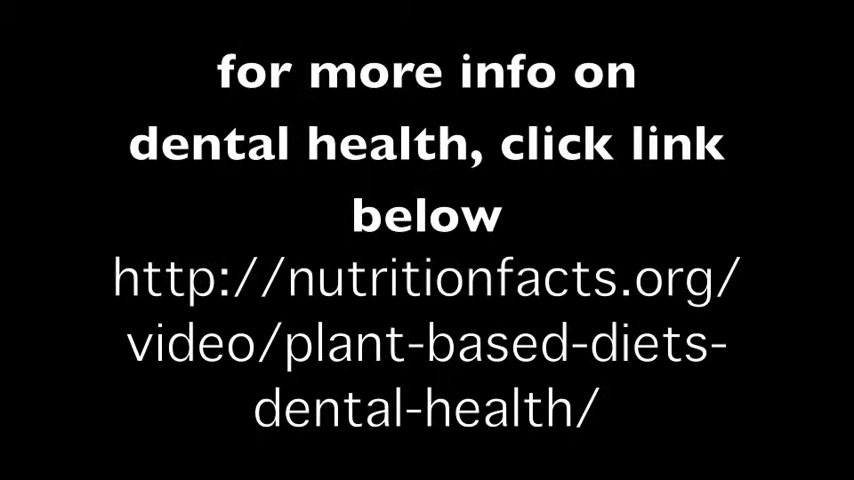 for more info on
dental health, click link
below
http://nutritionfacts.org/
video/plant-based-diets-
dental-health/